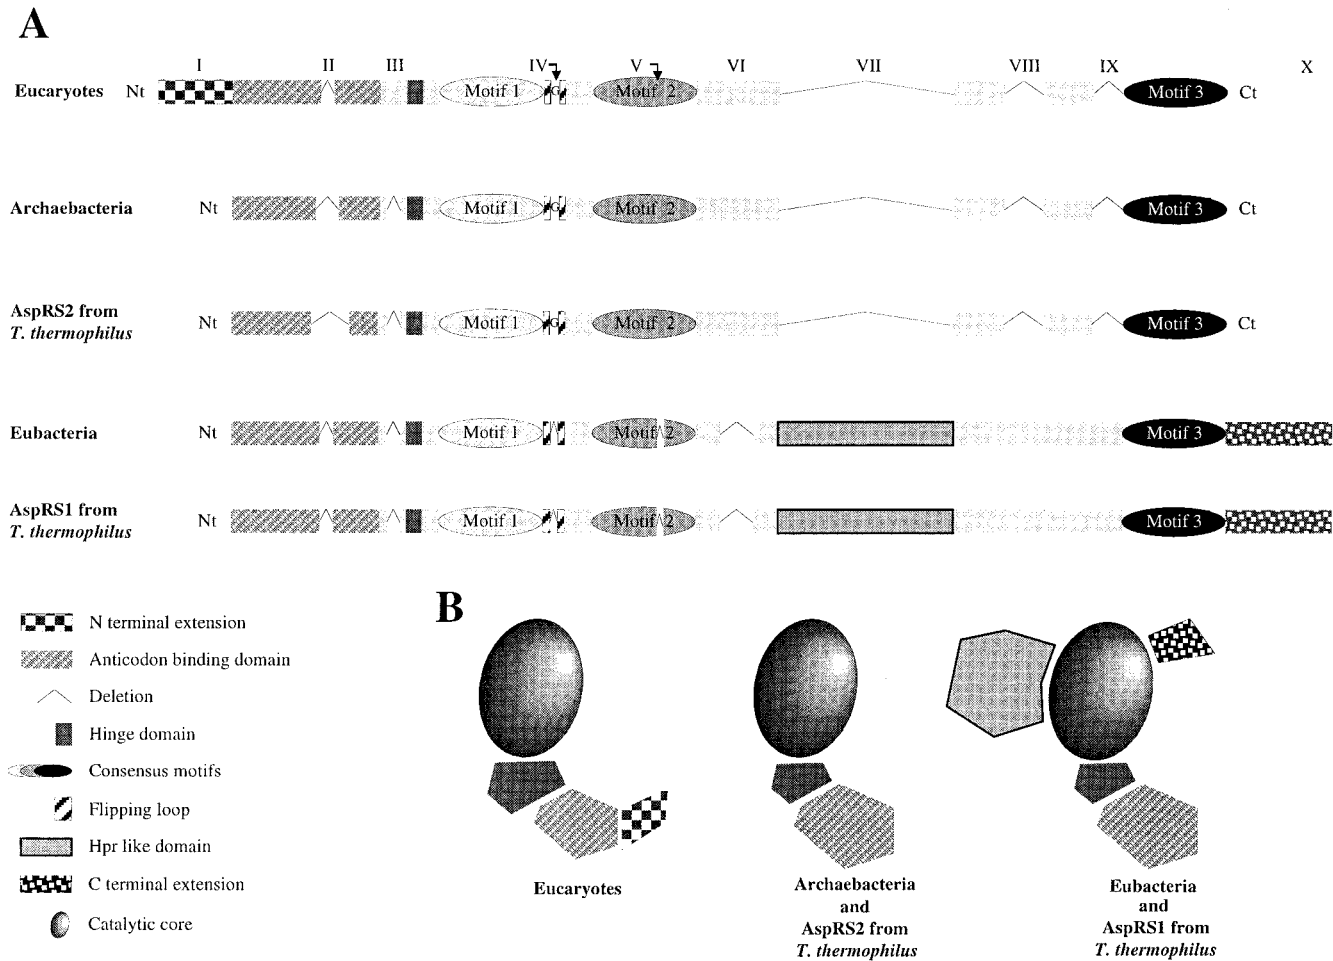 A
I II III IV V VI VII VIII IX X
Eucaryotes Nt Motif 1 G Motif 2 Motif 3 Ct
Archaebacteria Nt Motif 1 G Motif 2 Motif 3 Ct
AspRS2 from
T. thermophilus Nt Motif 1 G Motif 2 Motif 3 Ct
Eubacteria Nt Motif 1 Motif 2 Motif 3
AspRS1 from
T. thermophilus Nt Motif 1 Motif 2 Motif 3
N terminal extension
Anticodon binding domain
Deletion
Hinge domain
Consensus motifs
Flipping loop
Hpr like domain
C terminal extension
Catalytic core
B
Eucaryotes
Archaebacteria
and
AspRS2 from
T. thermophilus
Eubacteria
and
AspRS1 from
T. thermophilus